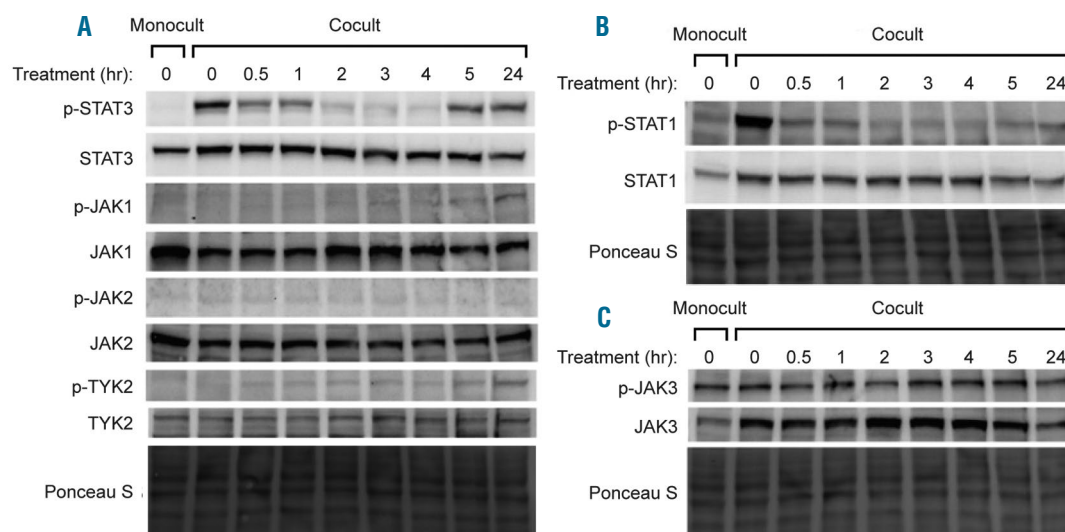 A
Monocult Cocult
Treatment (hr): 0 0 0.5 1 2 3 4 5 24
p-STAT3
STAT3
p-JAK1
JAK1
p-JAK2
JAK2
p-TYK2
TYK2
Ponceau S
B
Monocult Cocult
Treatment (hr): 0 0 0.5 1 2 3 4 5 24
p-STAT1
STAT1
Ponceau S
C
Monocult Cocult
Treatment (hr): 0 0 0.5 1 2 3 4 5 24
p-JAK3
JAK3
Ponceau S